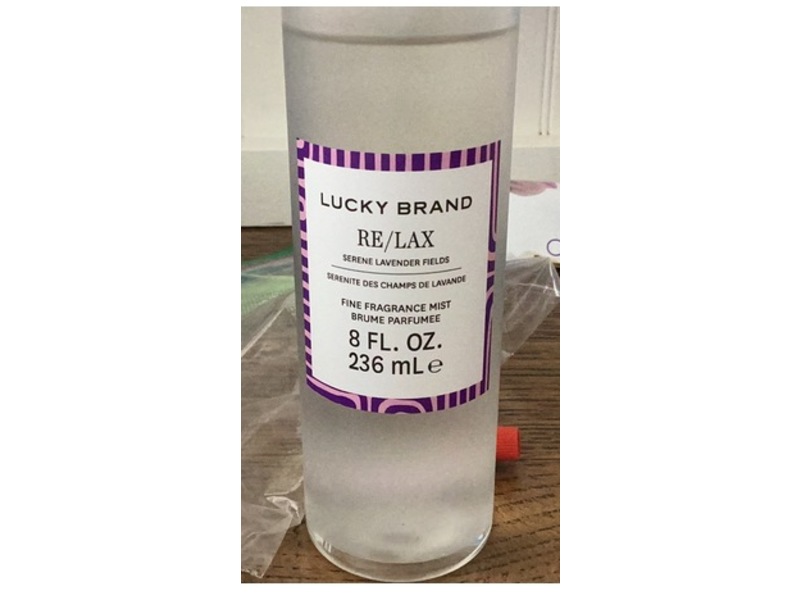 LUCKY BRAND
RE/LAX
SERENE LAVENDER FIELDS
SERENITE DES CHAMPS DE LAVANDE
FINE FRAGRANCE MIST
BRUME PARFUMEE
8 FL. OZ.
236 mL ℮